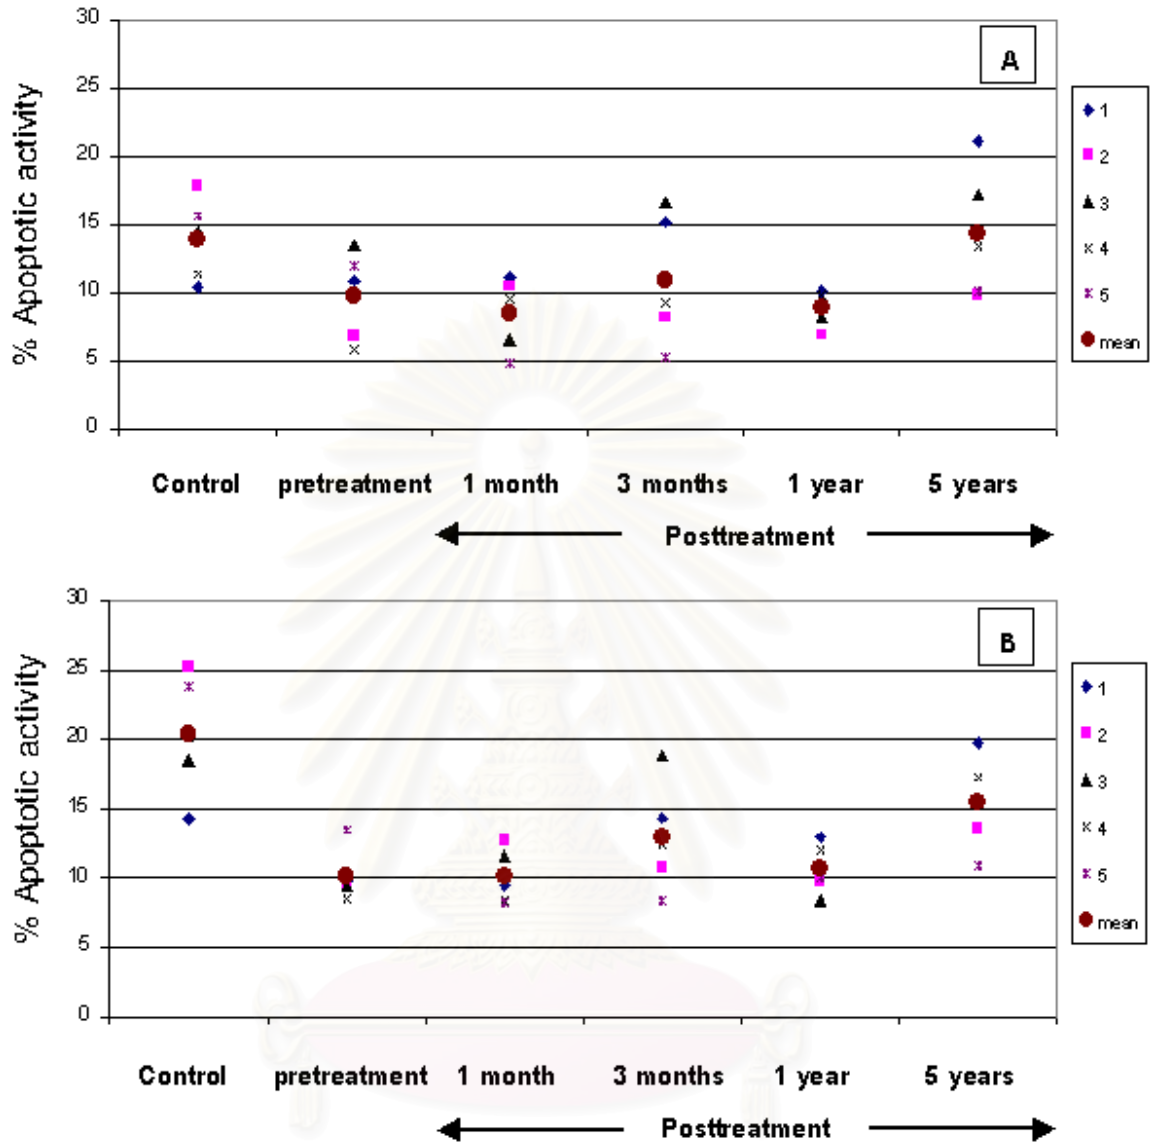 30
25
20
15
10
5
0
% Apoptotic activity
A
1
2
3
4
5
mean
Control pretreatment 1 month 3 months 1 year 5 years
Posttreatment
30
25
20
15
10
5
0
% Apoptotic activity
B
1
2
3
4
5
mean
Control pretreatment 1 month 3 months 1 year 5 years
Posttreatment